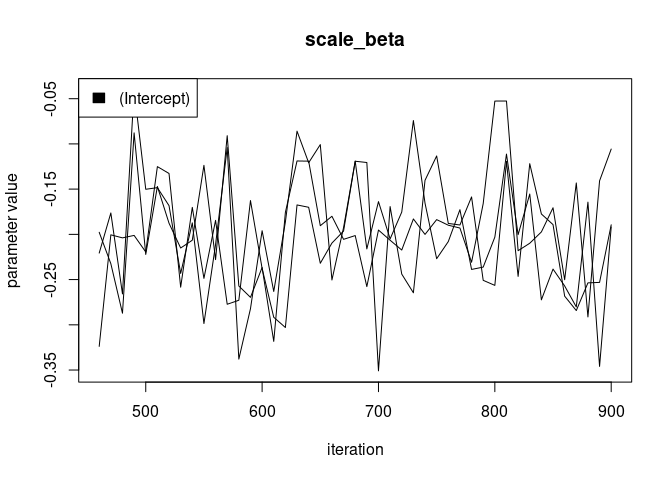 scale_beta
(Intercept)
parameter value
-0.05
-0.15
-0.25
-0.35
500 600 700 800 900
iteration